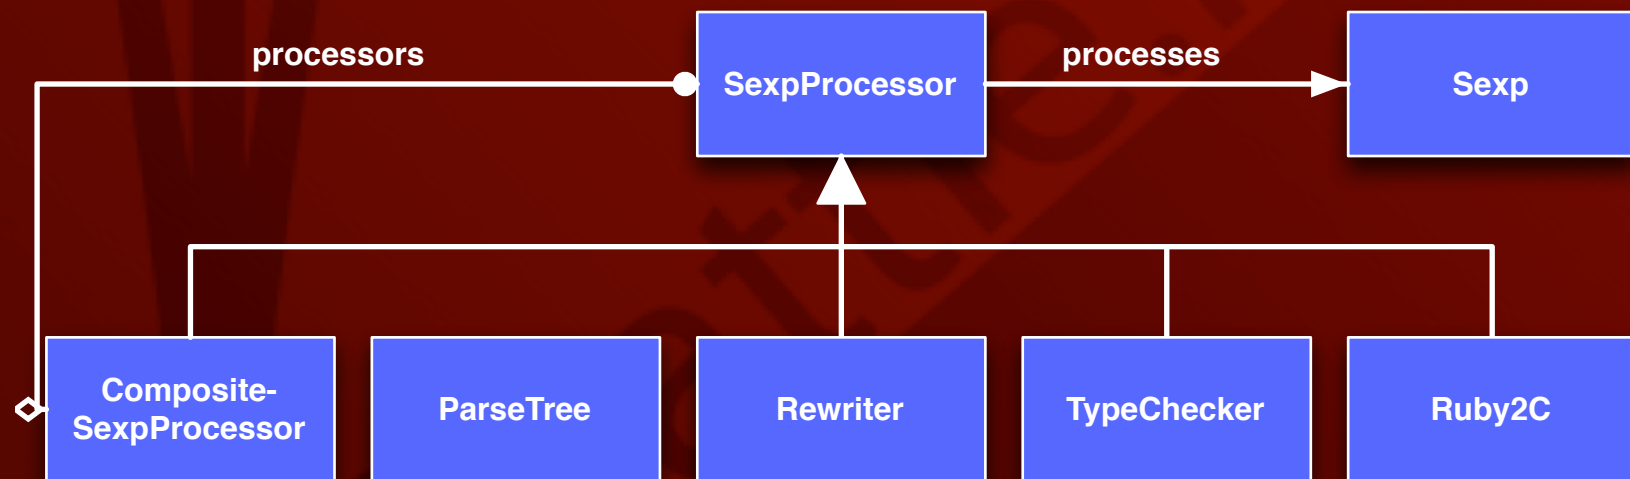 processors
SexpProcessor
processes
Sexp
Composite-
SexpProcessor
ParseTree
Rewriter
TypeChecker
Ruby2C